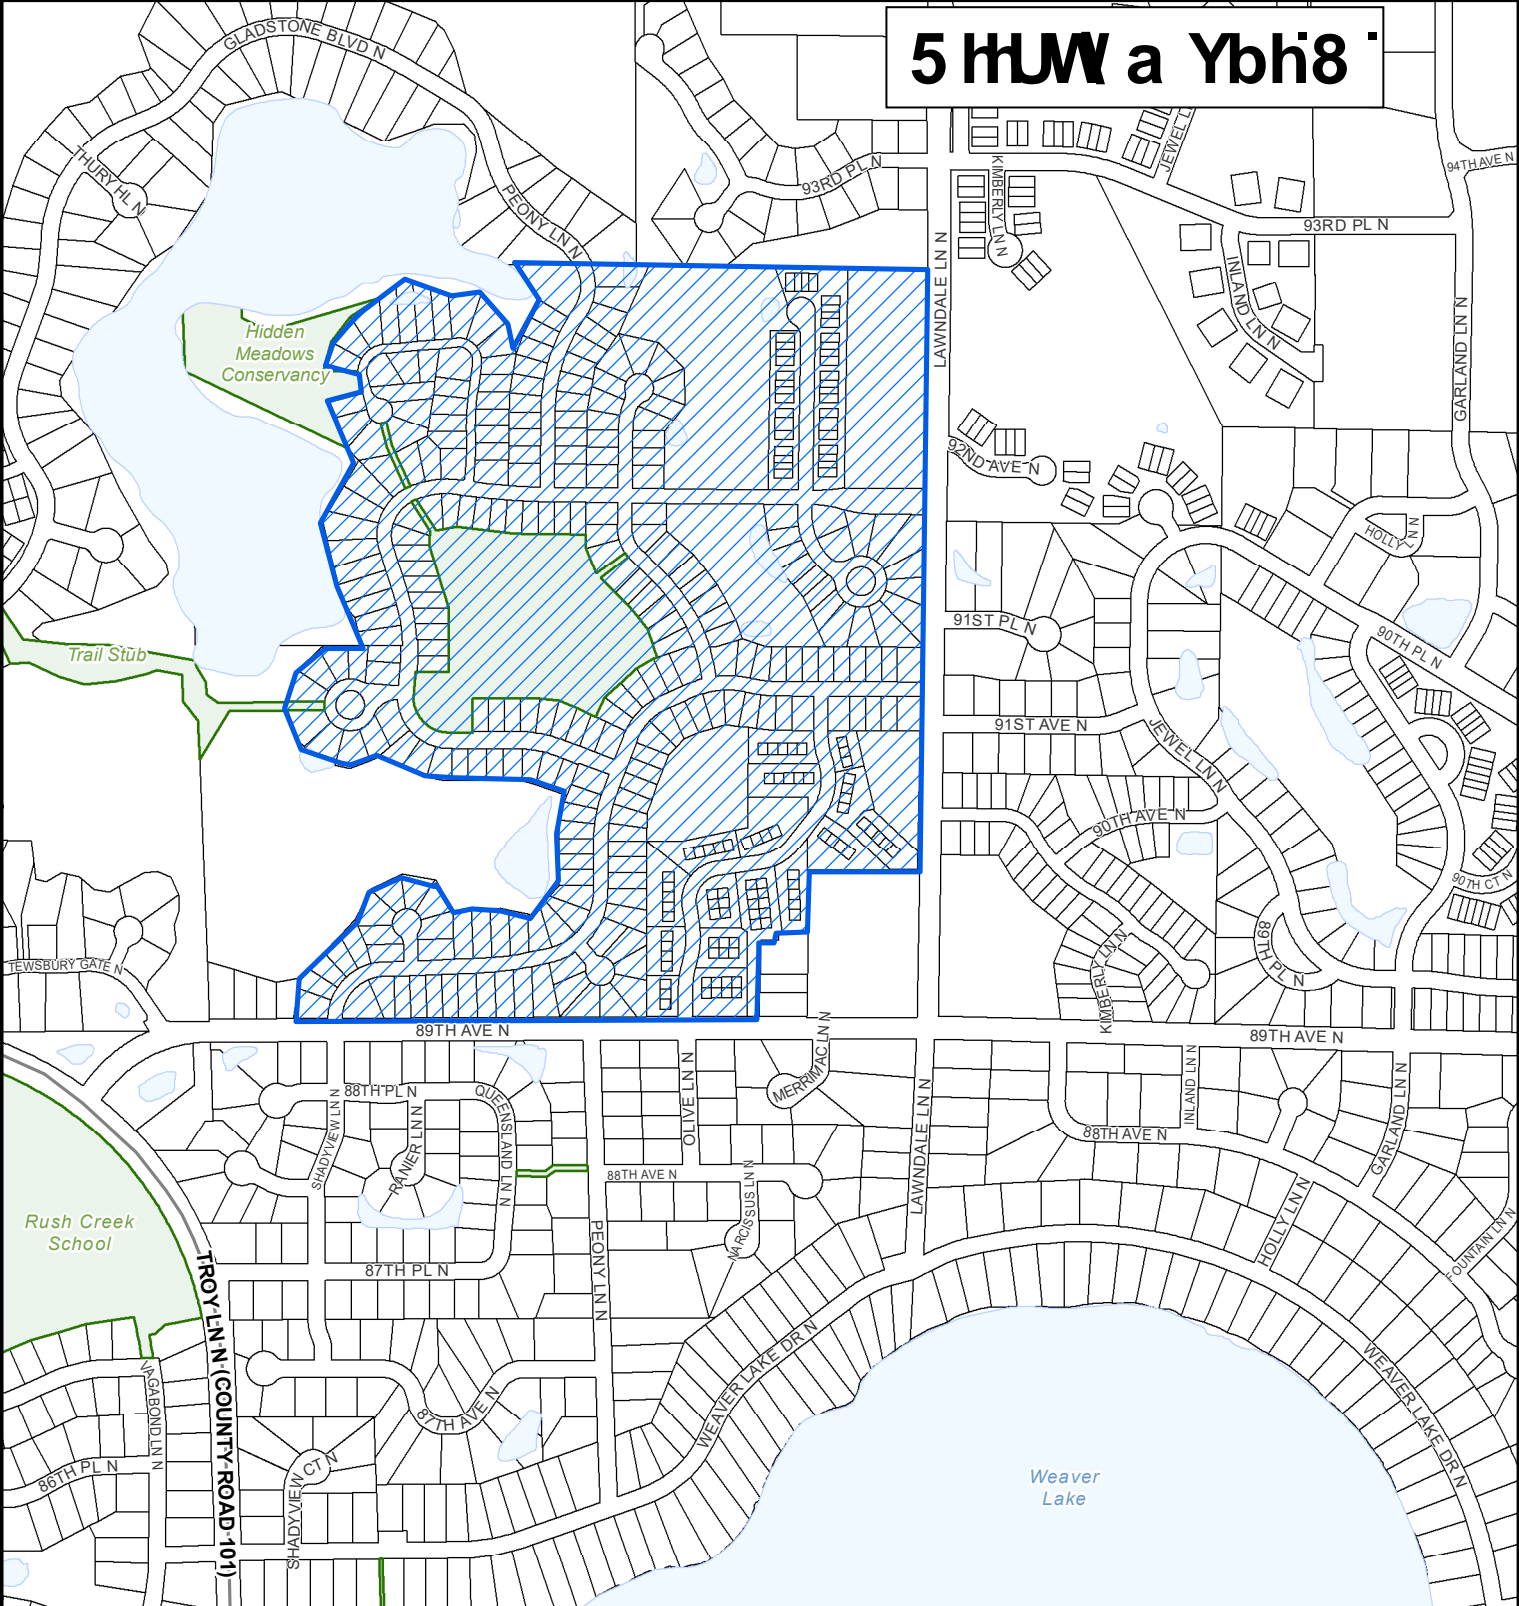 5 hhUWa Ybh'8
GLADSTONE BLVD N
THURY HL N
PEONY LN N
93RD PL N
LAWNDALE LN N
KIMBERLY LN N
JEWEL L
94TH AVE N
93RD PL N
INLAND LN N
GARLAND LN N
Hidden
Meadows
Conservancy
92ND AVE N
HOLLY LN N
91ST PL N
90TH PL N
Trail Stub
91ST AVE N
JEWEL LN N
90TH AVE N
90TH CT N
89TH PL N
KIMBERLY LN N
TEWSBURY GATE N
89TH AVE N
89TH AVE N
MERRIMAC LN N
OLIVE LN N
88TH PL N
QUEENSLAND LN N
SHADYVIEW LN N
RANIER LN N
LAWNDALE LN N
INLAND LN N
GARLAND LN N
88TH AVE N
88TH AVE N
NARCISSUS LN N
HOLLY LN N
FOUNTAIN LN N
Rush Creek
School
87TH PL N
PEONY LN N
TROY LN N (COUNTY ROAD 101)
WEAVER LAKE DR N
WEAVER LAKE DR N
VAGABOND LN N
87TH AVE N
86TH PL N
SHADYVIEW CT N
Weaver
Lake